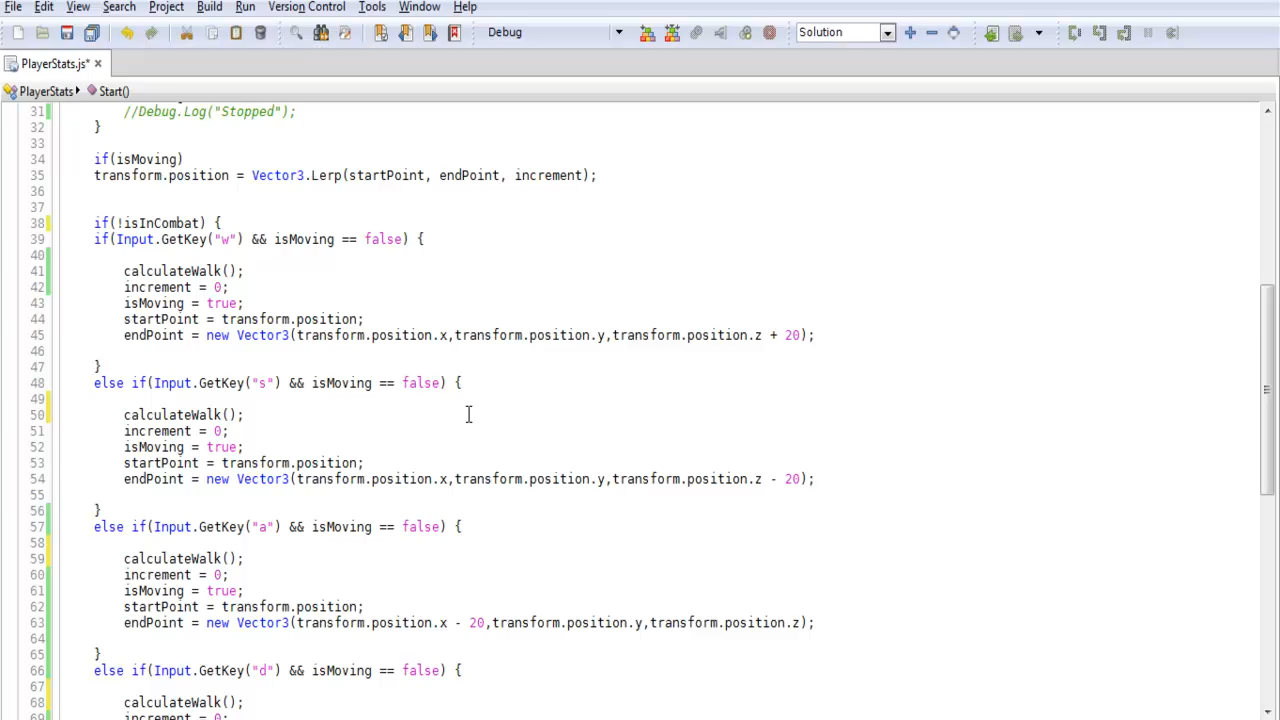 File Edit View Search Project Build Run Version Control Tools Window Help
Debug Solution
PlayerStats.js* ×
PlayerStats Start()
31 //Debug.Log("Stopped");
32 }
33
34 if(isMoving)
35 transform.position = Vector3.Lerp(startPoint, endPoint, increment);
36
37
38 if(!isInCombat) {
39 if(Input.GetKey("w") && isMoving == false) {
40
41 calculateWalk();
42 increment = 0;
43 isMoving = true;
44 startPoint = transform.position;
45 endPoint = new Vector3(transform.position.x,transform.position.y,transform.position.z + 20);
46
47 }
48 else if(Input.GetKey("s") && isMoving == false) {
49
50 calculateWalk();
51 increment = 0;
52 isMoving = true;
53 startPoint = transform.position;
54 endPoint = new Vector3(transform.position.x,transform.position.y,transform.position.z - 20);
55
56 }
57 else if(Input.GetKey("a") && isMoving == false) {
58
59 calculateWalk();
60 increment = 0;
61 isMoving = true;
62 startPoint = transform.position;
63 endPoint = new Vector3(transform.position.x - 20,transform.position.y,transform.position.z);
64
65 }
66 else if(Input.GetKey("d") && isMoving == false) {
67
68 calculateWalk();
69 increment = 0;